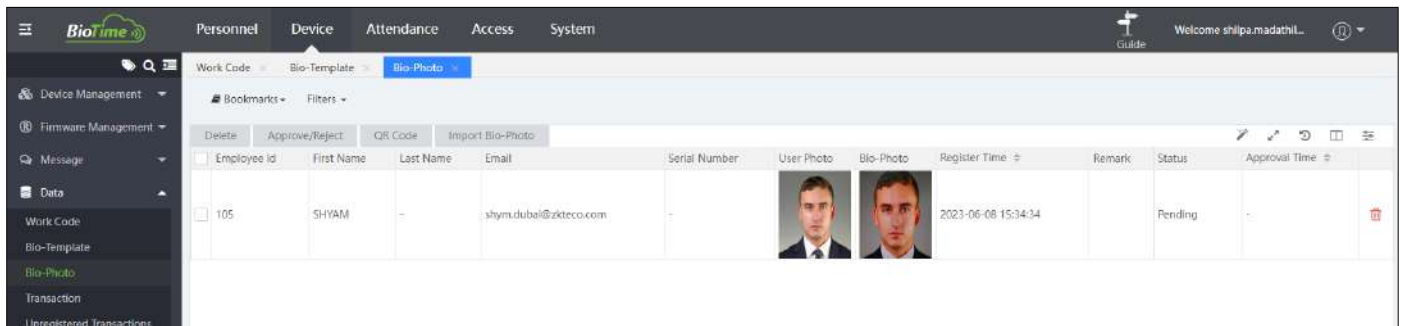 BioTime
Personnel Device Attendance Access System
Guide
Welcome shilpa.madathil...
Work Code Bio-Template Bio-Photo
Device Management
Bookmarks Filters
Firmware Management
Delete Approve/Reject QR Code Import Bio-Photo
Message
Employee Id First Name Last Name Email Serial Number User Photo Bio-Photo Register Time Remark Status Approval Time
Data
105 SHYAM - shym.dubai@zkteco.com - 2023-06-08 15:34:34 Pending -
Work Code
Bio-Template
Bio-Photo
Transaction
Unregistered Transactions